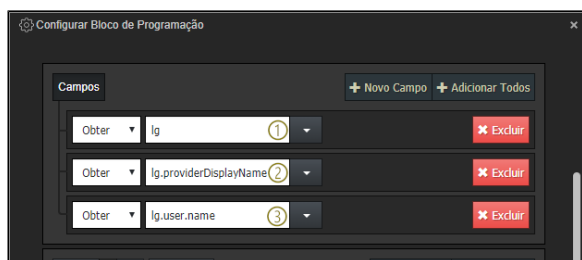 Configurar Bloco de Programação ×
Campos + Novo Campo + Adicionar Todos
Obter ▼ lg 1 ✖ Excluir
Obter ▼ lg.providerDisplayName 2 ✖ Excluir
Obter ▼ lg.user.name 3 ✖ Excluir